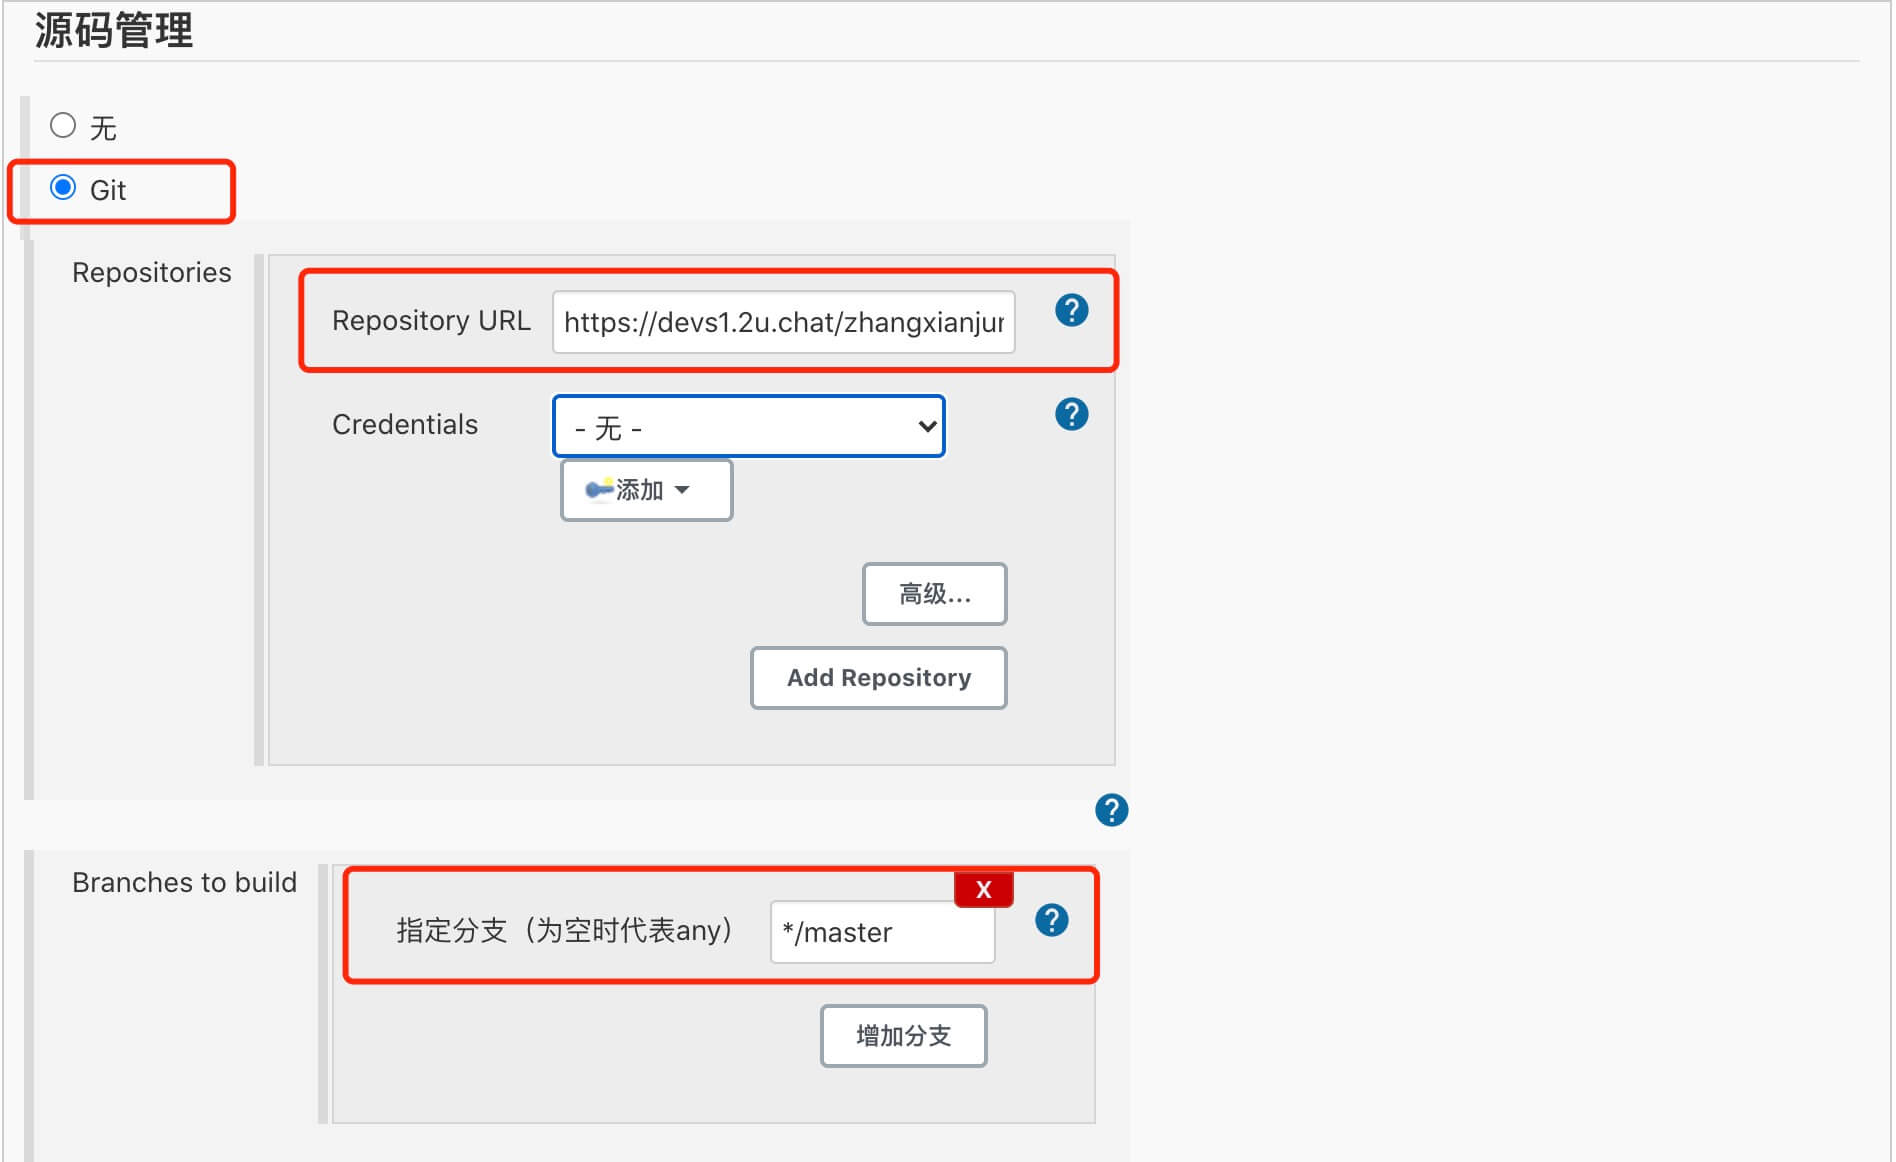 源码管理
无
Git
Repositories
Repository URL https://devs1.2u.chat/zhangxianjur
?
Credentials - 无 -
?
添加
高级...
Add Repository
?
Branches to build
X
指定分支（为空时代表any） */master
?
增加分支